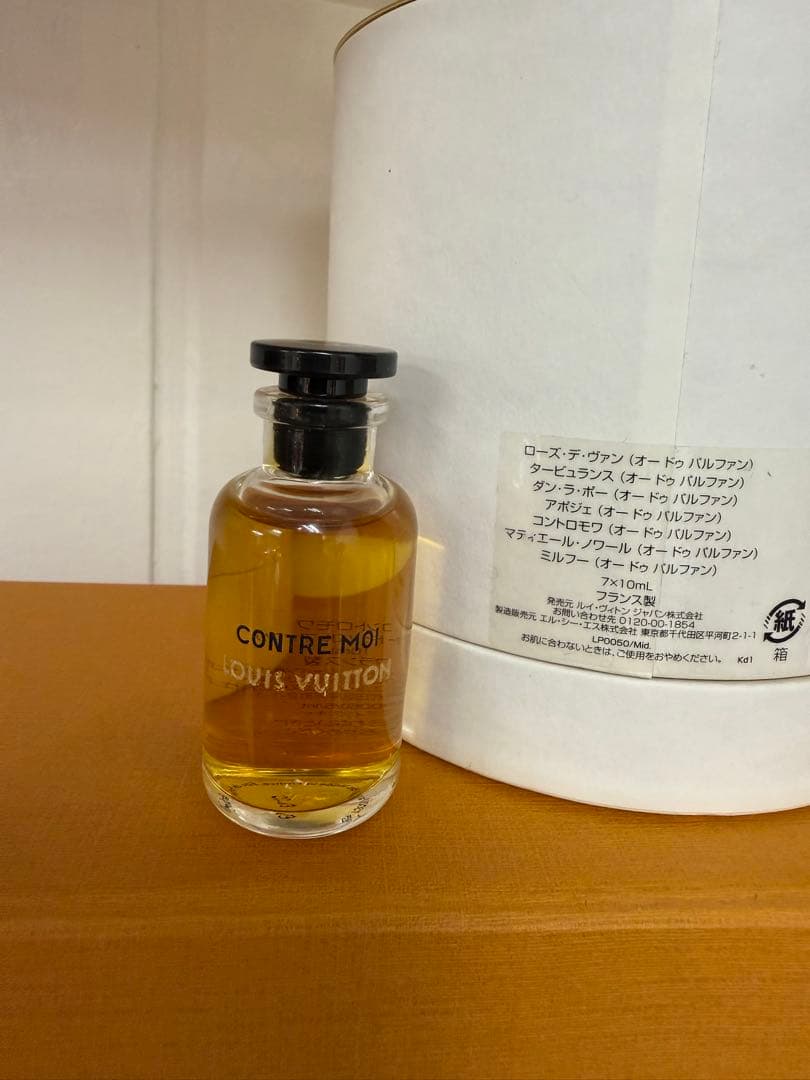 CONTRE MOI
LOUIS VUITTON
ローズ・デ・ヴァン (オー ドゥ パルファン)
タービュランス (オー ドゥ パルファン)
ダン・ラ・ポー (オー ドゥ パルファン)
アポジェ (オー ドゥ パルファン)
コントロモワ (オー ドゥ パルファン)
マティエール・ノワール (オー ドゥ パルファン)
ミルフー (オー ドゥ パルファン)
7×10mL
フランス製
発売元 ルイ・ヴィトン ジャパン株式会社
お問い合わせ先 0120-00-1854
製造販売元 エル・シー・エス株式会社 東京都千代田区平河町2-1-1
LP0050/Mid.
お肌に合わないときは、ご使用をおやめください。 Kd1
紙
箱